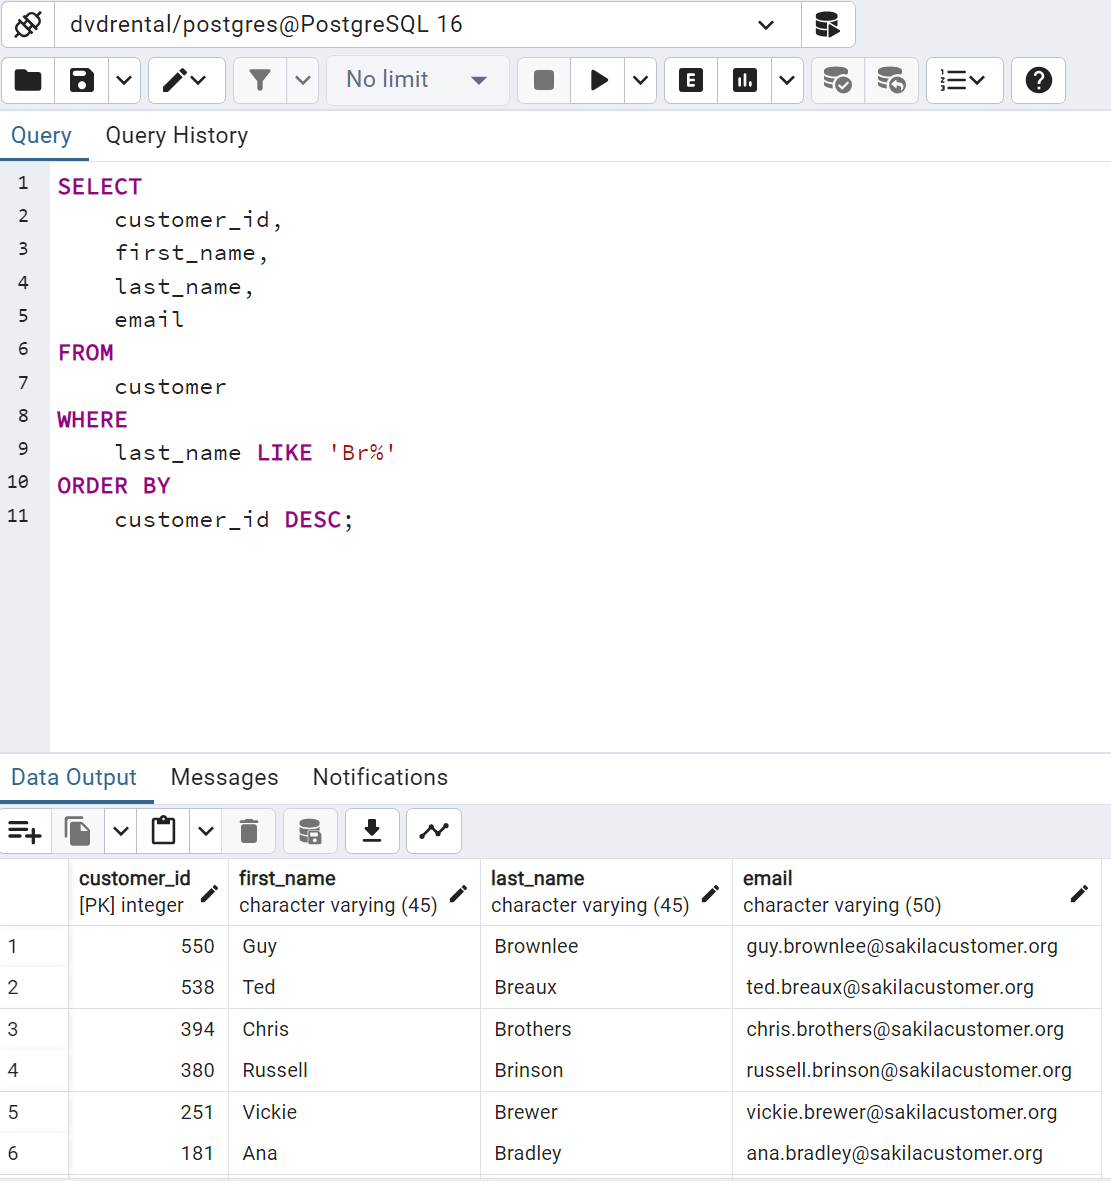 dvdrental/postgres@PostgreSQL 16
No limit
E
Query Query History
1 SELECT
2 customer_id,
3 first_name,
4 last_name,
5 email
6 FROM
7 customer
8 WHERE
9 last_name LIKE 'Br%'
10 ORDER BY
11 customer_id DESC;
Data Output Messages Notifications
customer_id first_name last_name email
[PK] integer character varying (45) character varying (45) character varying (50)
1 550 Guy Brownlee guy.brownlee@sakilacustomer.org
2 538 Ted Breaux ted.breaux@sakilacustomer.org
3 394 Chris Brothers chris.brothers@sakilacustomer.org
4 380 Russell Brinson russell.brinson@sakilacustomer.org
5 251 Vickie Brewer vickie.brewer@sakilacustomer.org
6 181 Ana Bradley ana.bradley@sakilacustomer.org